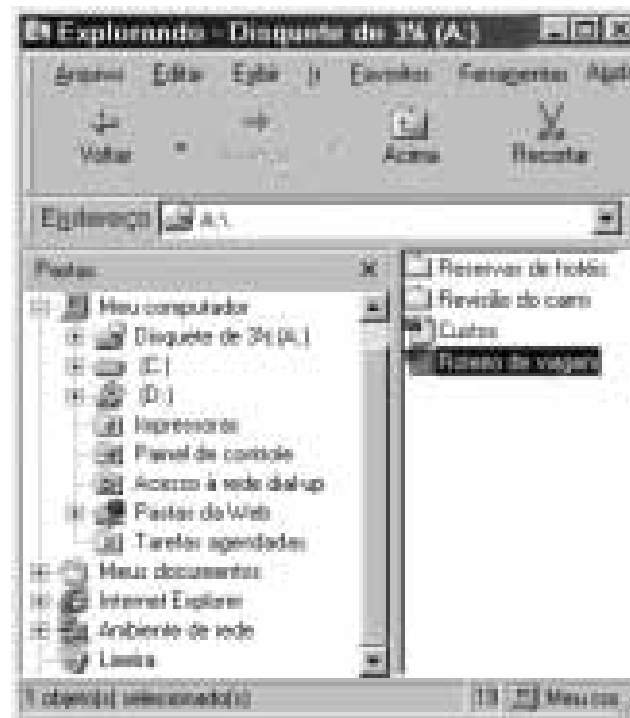 Explorando - Disquete de 3½ (A:)
Arquivo Editar Exibir Ir Favoritos Ferramentas Ajuda
Voltar Acima Recortar
Endereço A:\
Pastas
Meu computador
Disquete de 3½ (A:)
(C:)
(D:)
Impressoras
Painel de controle
Acesso à rede dial-up
Pastas da Web
Tarefas agendadas
Meus documentos
Internet Explorer
Ambiente de rede
Lixeira
Reservas de hotéis
Revisão do carro
Custos
Roteiro de viagem
1 objeto(s) selecionado(s)
19 Meu com